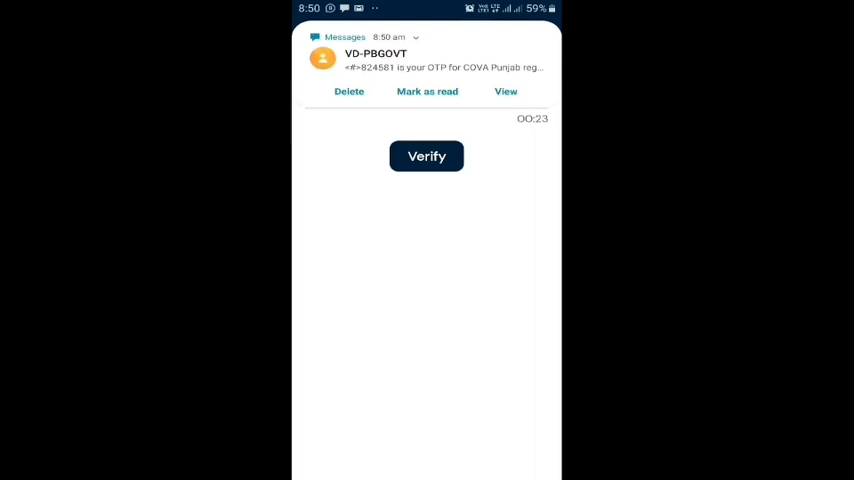 8:50 59%
Messages 8:50 am
VD-PBGOVT
<#>824581 is your OTP for COVA Punjab reg...
Delete Mark as read View
00:23
Verify